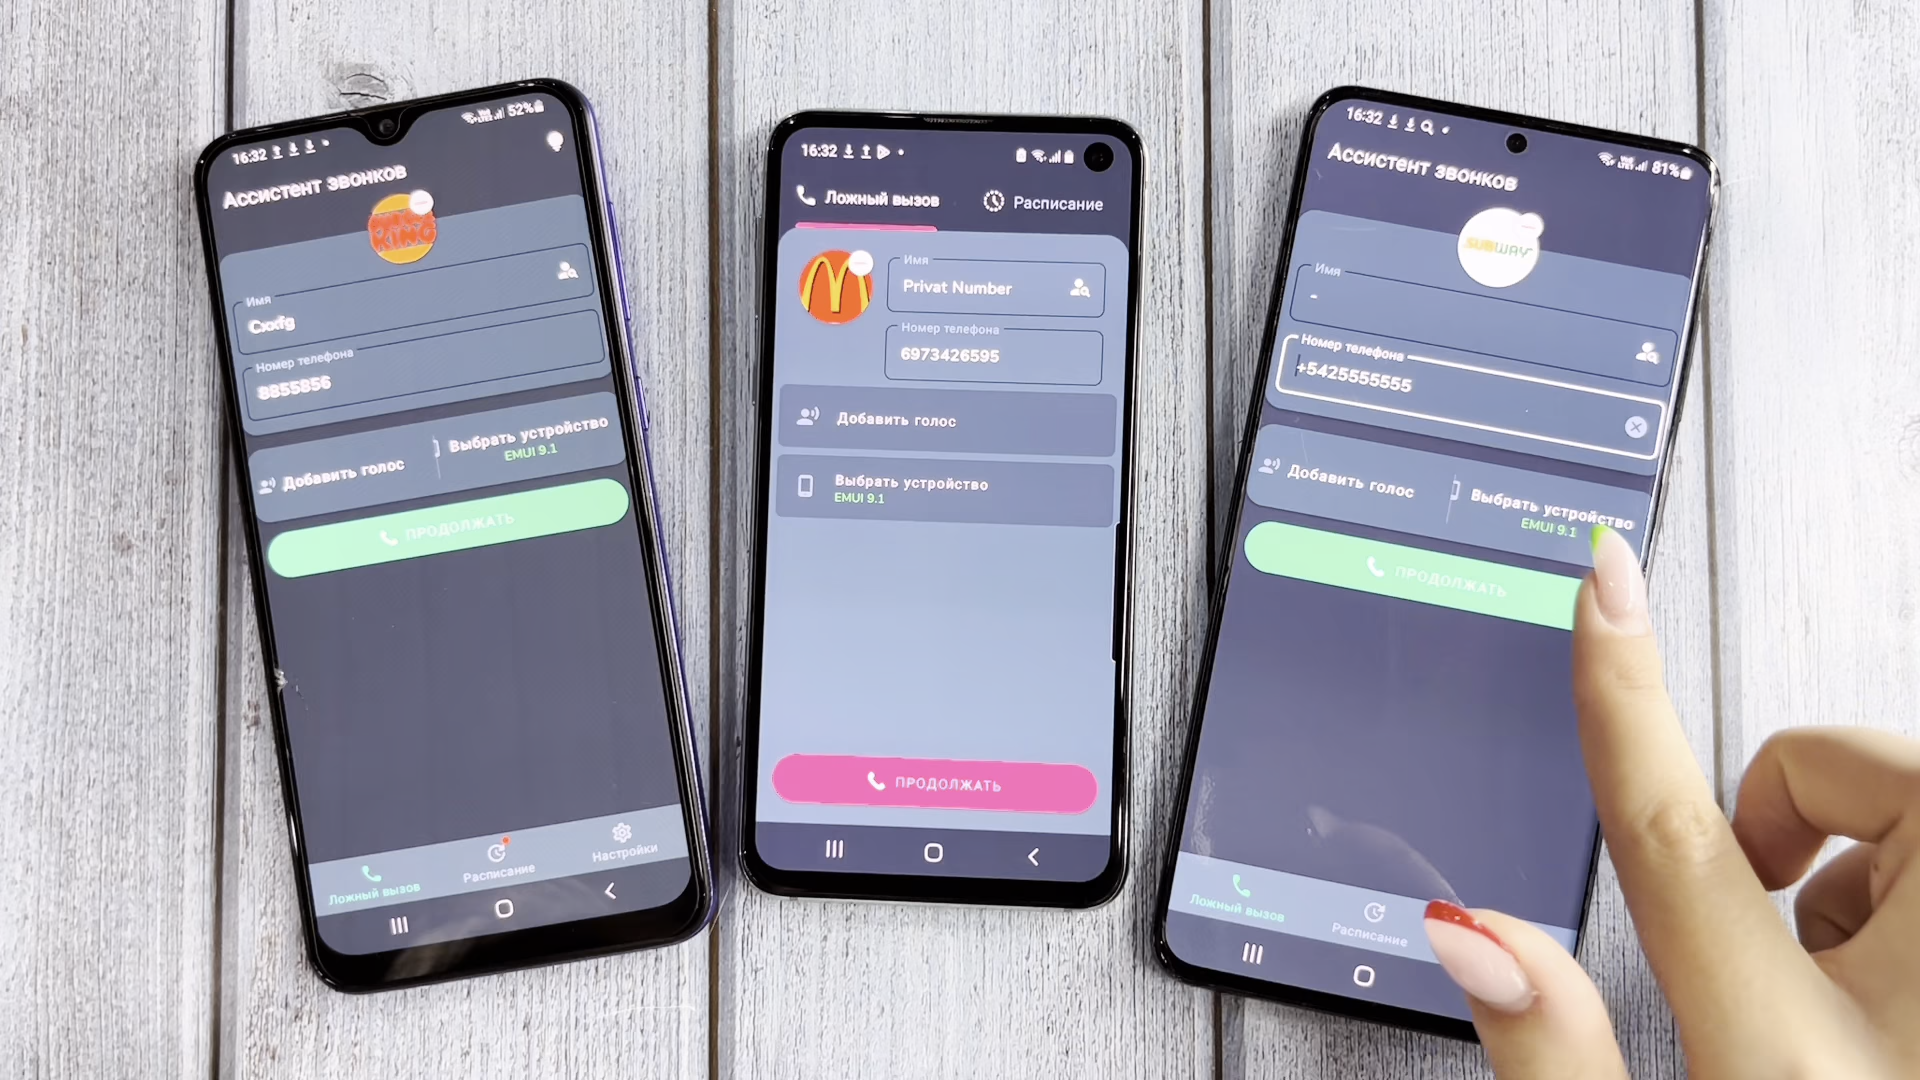 16:32
52%
Ассистент звонков
KING
Имя
Cxxfg
Номер телефона
8855856
Добавить голос
Выбрать устройство
EMUI 9.1
ПРОДОЛЖАТЬ
Ложный вызов
Расписание
Настройки
16:32
Ложный вызов
Расписание
Имя
Privat Number
Номер телефона
6973426595
Добавить голос
Выбрать устройство
EMUI 9.1
ПРОДОЛЖАТЬ
16:32
81%
Ассистент звонков
SUBWAY
Имя
-
Номер телефона
+5425555555
Добавить голос
Выбрать устройство
EMUI 9.1
ПРОДОЛЖАТЬ
Ложный вызов
Расписание